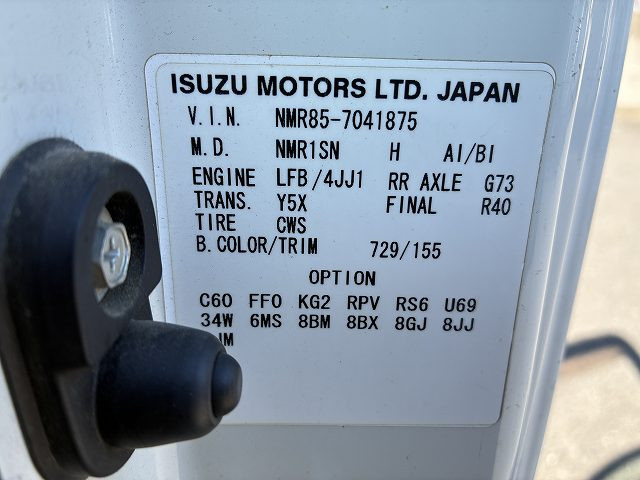 ISUZU MOTORS LTD. JAPAN
V.I.N. NMR85-7041875
M.D. NMR1SN H AI/BI
ENGINE LFB/4JJ1 RR AXLE G73
TRANS. Y5X FINAL R40
TIRE CWS
B.COLOR/TRIM 729/155
OPTION
C60 FF0 KG2 RPV RS6 U69
34W 6MS 8BM 8BX 8GJ 8JJ